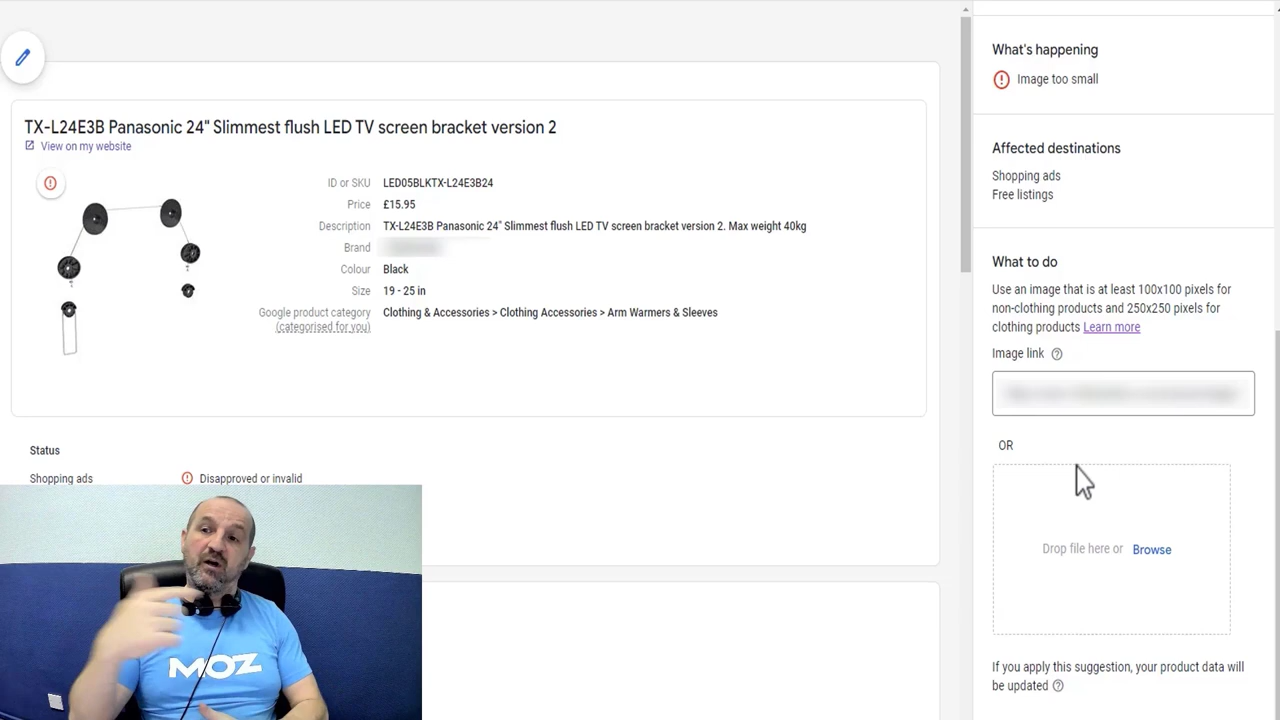 TX-L24E3B Panasonic 24" Slimmest flush LED TV screen bracket version 2
View on my website
ID or SKU LED05BLKTX-L24E3B24
Price £15.95
Description TX-L24E3B Panasonic 24" Slimmest flush LED TV screen bracket version 2. Max weight 40kg
Brand
Colour Black
Size 19 - 25 in
Google product category Clothing & Accessories > Clothing Accessories > Arm Warmers & Sleeves
(categorised for you)
Status
Shopping ads Disapproved or invalid
MOZ
What's happening
Image too small
Affected destinations
Shopping ads
Free listings
What to do
Use an image that is at least 100x100 pixels for
non-clothing products and 250x250 pixels for
clothing products Learn more
Image link
OR
Drop file here or Browse
If you apply this suggestion, your product data will
be updated